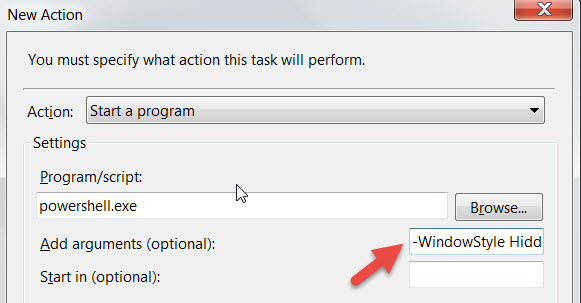 New Action
You must specify what action this task will perform.
Action: Start a program
Settings
Program/script:
powershell.exe Browse...
Add arguments (optional): -WindowStyle Hidd
Start in (optional):